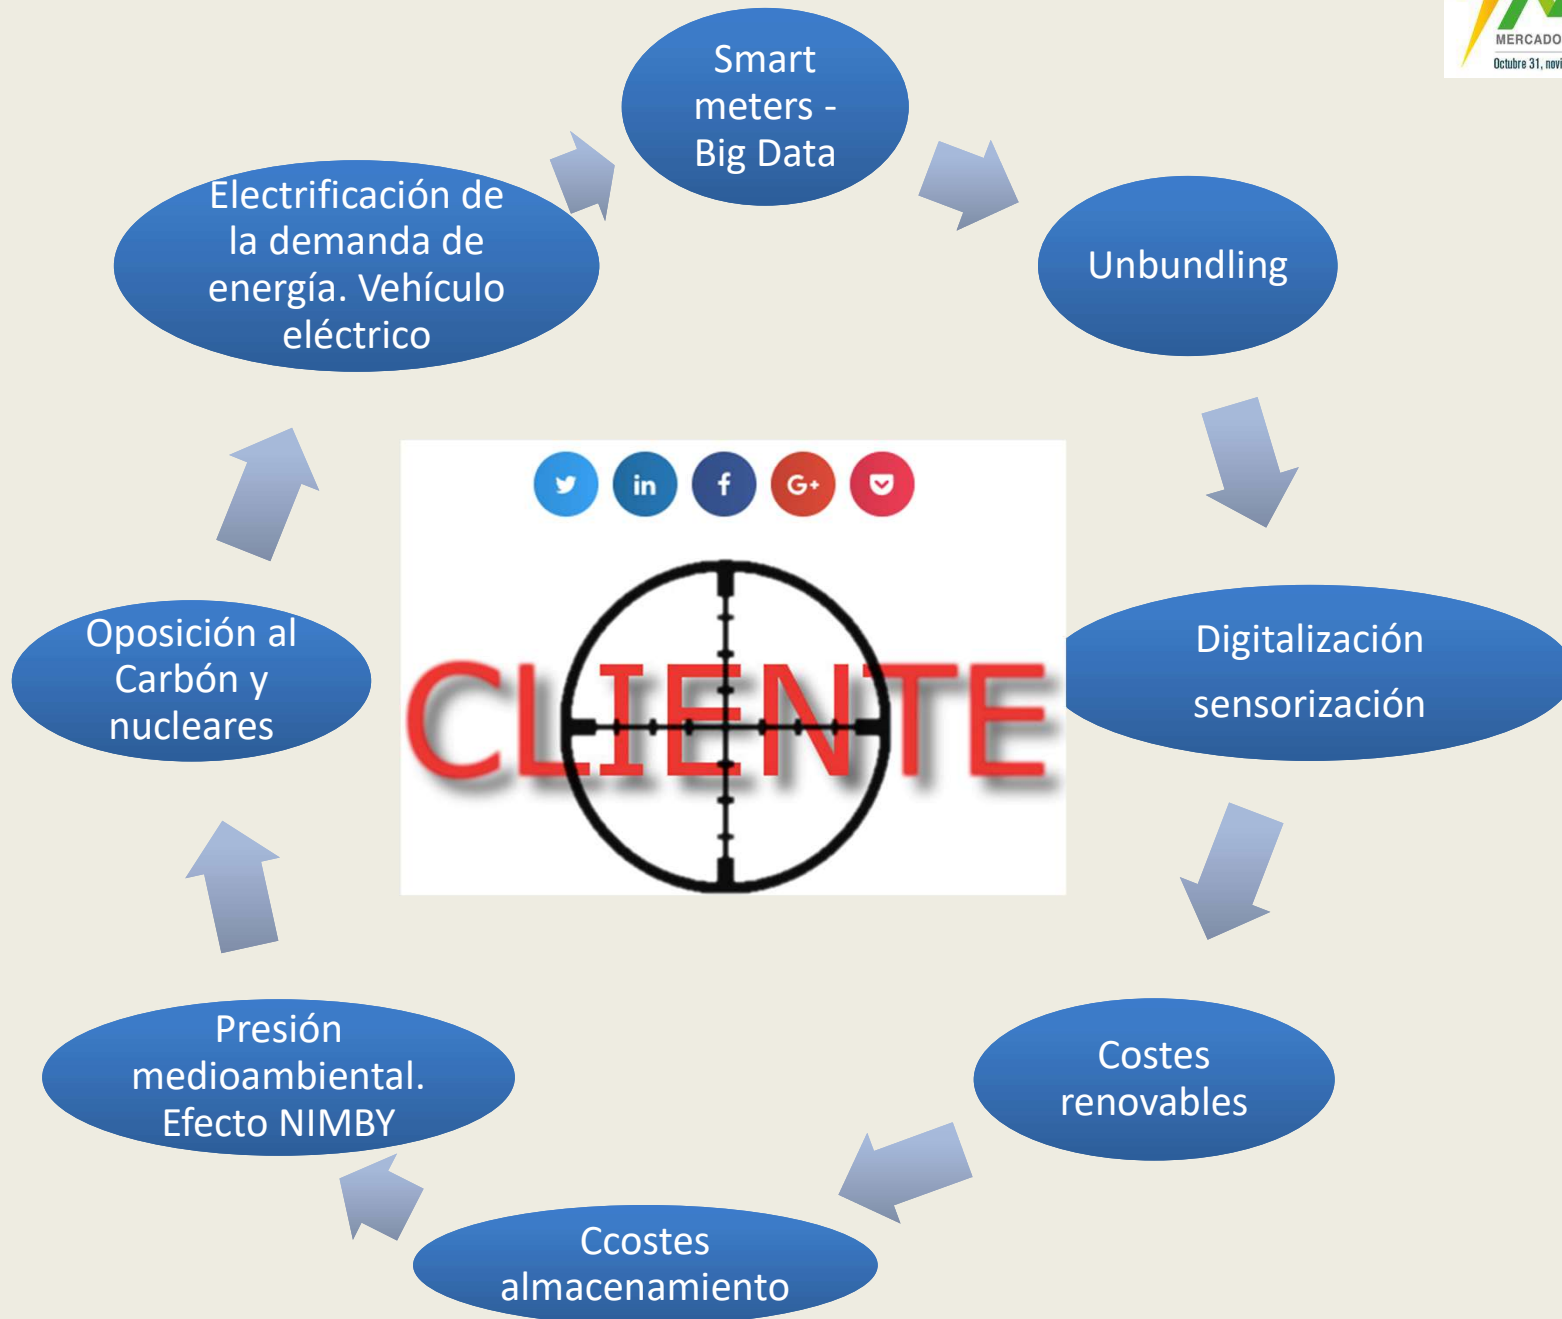 MERCADO
Octubre 31, novi
Smart
meters -
Big Data
Unbundling
Digitalización
sensorización
Costes
renovables
Ccostes
almacenamiento
Presión
medioambiental.
Efecto NIMBY
Oposición al
Carbón y
nucleares
Electrificación de
la demanda de
energía. Vehículo
eléctrico
in
f
G+
CLIENTE